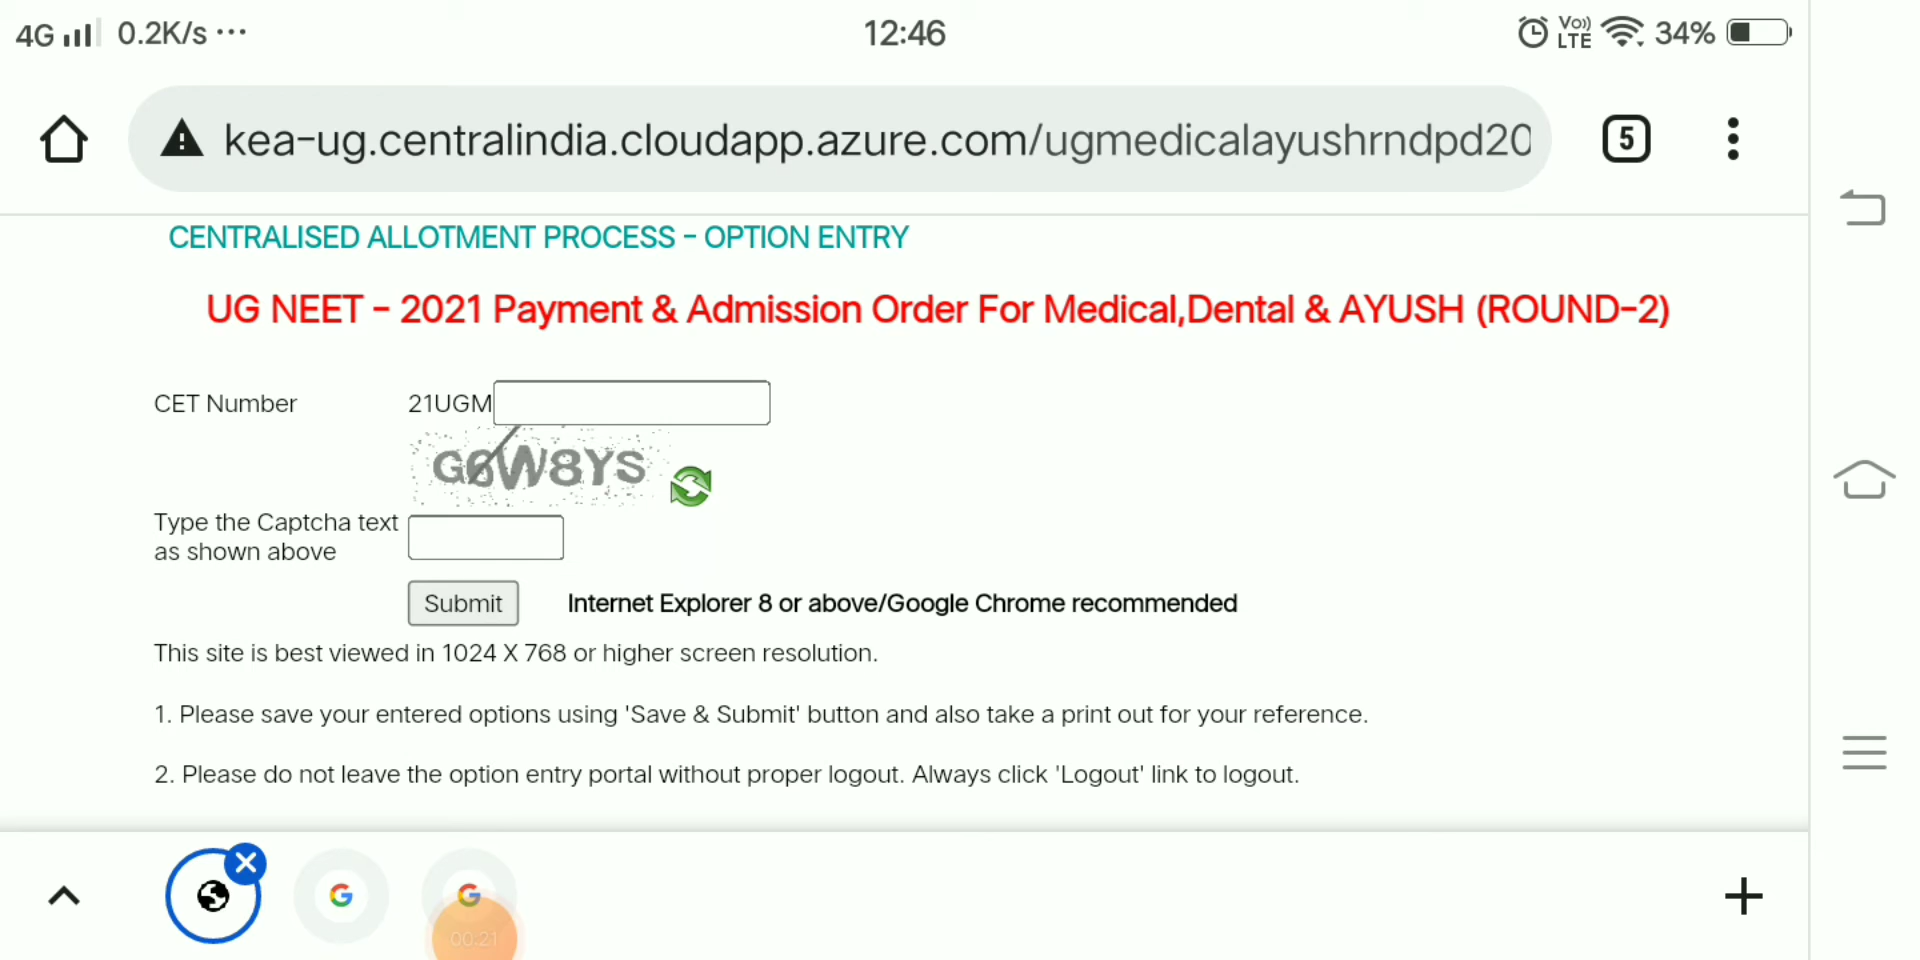 4G 0.2K/s ... 12:46 Vo)) LTE 34%
kea-ug.centralindia.cloudapp.azure.com/ugmedicalayushrndpd20 5
CENTRALISED ALLOTMENT PROCESS - OPTION ENTRY
UG NEET - 2021 Payment & Admission Order For Medical,Dental & AYUSH (ROUND-2)
CET Number 21UGM
G6W8YS
Type the Captcha text
as shown above
Submit Internet Explorer 8 or above/Google Chrome recommended
This site is best viewed in 1024 X 768 or higher screen resolution.
1. Please save your entered options using 'Save & Submit' button and also take a print out for your reference.
2. Please do not leave the option entry portal without proper logout. Always click 'Logout' link to logout.
G G
00:21